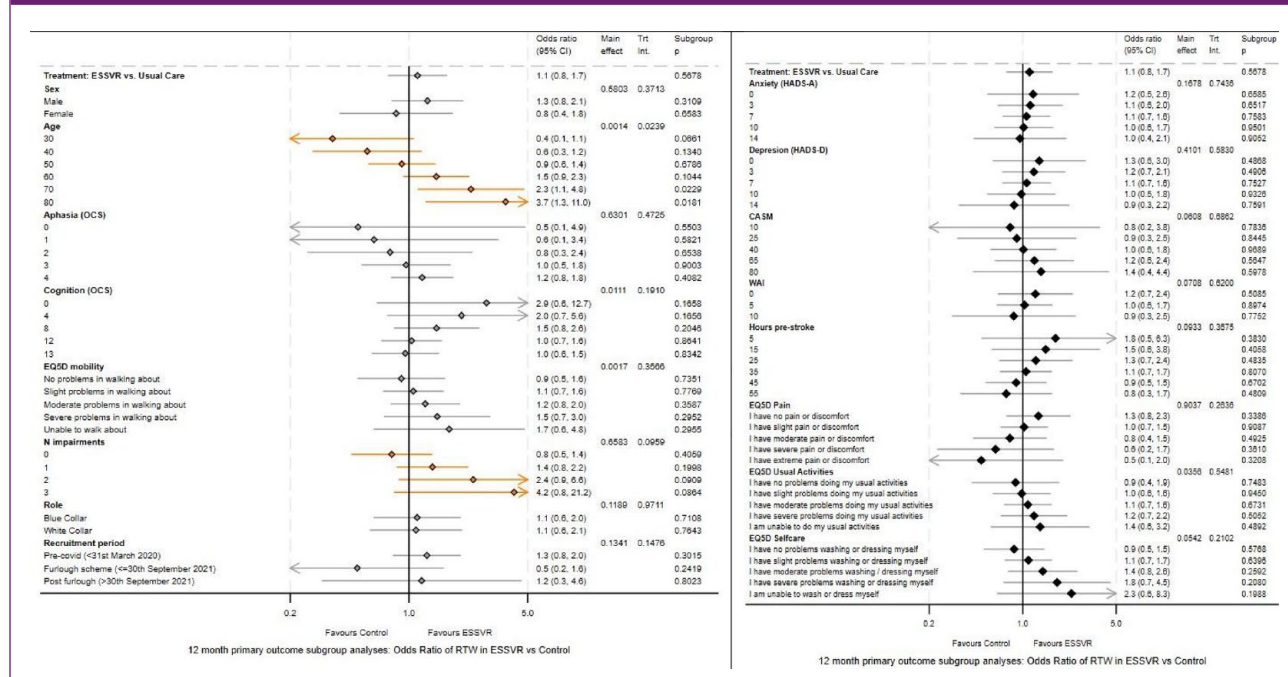 Odds ratio Main Trt Subgroup
(95% CI) effect Int. p
Treatment: ESSVR vs. Usual Care 1.1 (0.8, 1.7) 0.5678
Sex 0.5803 0.3713
Male 1.3 (0.8, 2.1) 0.3109
Female 0.8 (0.4, 1.8) 0.6583
Age 0.0014 0.0239
30 0.4 (0.1, 1.1) 0.0661
40 0.6 (0.3, 1.2) 0.1340
50 0.9 (0.6, 1.4) 0.6786
60 1.5 (0.9, 2.3) 0.1044
70 2.3 (1.1, 4.8) 0.0229
80 3.7 (1.3, 11.0) 0.0181
Aphasia (OCS) 0.6301 0.4725
0 0.5 (0.1, 4.9) 0.5503
1 0.6 (0.1, 3.4) 0.5821
2 0.8 (0.3, 2.4) 0.6538
3 1.0 (0.5, 1.8) 0.9003
4 1.2 (0.8, 1.8) 0.4082
Cognition (OCS) 0.0111 0.1910
0 2.9 (0.6, 12.7) 0.1658
4 2.0 (0.7, 5.6) 0.1656
8 1.5 (0.8, 2.6) 0.2046
12 1.0 (0.7, 1.6) 0.8641
13 1.0 (0.6, 1.5) 0.8342
EQ5D mobility 0.0017 0.3566
No problems in walking about 0.9 (0.5, 1.6) 0.7351
Slight problems in walking about 1.1 (0.7, 1.6) 0.7769
Moderate problems in walking about 1.2 (0.8, 2.0) 0.3587
Severe problems in walking about 1.5 (0.7, 3.0) 0.2952
Unable to walk about 1.7 (0.6, 4.8) 0.2955
N impairments 0.6583 0.0959
0 0.8 (0.5, 1.4) 0.4059
1 1.4 (0.8, 2.2) 0.1998
2 2.4 (0.9, 6.6) 0.0909
3 4.2 (0.8, 21.2) 0.0864
Role 0.1189 0.9711
Blue Collar 1.1 (0.6, 2.0) 0.7108
White Collar 1.1 (0.6, 2.1) 0.7643
Recruitment period 0.1341 0.1476
Pre-covid (<31st March 2020) 1.3 (0.8, 2.0) 0.3015
Furlough scheme (<=30th September 2021) 0.5 (0.2, 1.6) 0.2419
Post furlough (>30th September 2021) 1.2 (0.3, 4.6) 0.8023
0.2 1.0 5.0
Favours Control Favours ESSVR
12 month primary outcome subgroup analyses: Odds Ratio of RTW in ESSVR vs Control
Odds ratio Main Trt Subgroup
(95% CI) effect Int. p
Treatment: ESSVR vs. Usual Care 1.1 (0.8, 1.7) 0.5678
Anxiety (HADS-A) 0.1678 0.7436
0 1.2 (0.5, 2.6) 0.6585
3 1.1 (0.6, 2.0) 0.6517
7 1.1 (0.7, 1.6) 0.7583
10 1.0 (0.6, 1.7) 0.9501
14 1.0 (0.4, 2.1) 0.9052
Depresion (HADS-D) 0.4101 0.5830
0 1.3 (0.6, 3.0) 0.4868
3 1.2 (0.7, 2.1) 0.4906
7 1.1 (0.7, 1.6) 0.7527
10 1.0 (0.5, 1.8) 0.9326
14 0.9 (0.3, 2.2) 0.7591
CASM 0.0608 0.6862
10 0.8 (0.2, 3.8) 0.7836
25 0.9 (0.3, 2.5) 0.8445
40 1.0 (0.6, 1.8) 0.9689
65 1.2 (0.6, 2.4) 0.5647
80 1.4 (0.4, 4.4) 0.5978
WAI 0.0708 0.6200
0 1.2 (0.7, 2.4) 0.5085
5 1.0 (0.6, 1.7) 0.8974
10 0.9 (0.3, 2.5) 0.7752
Hours pre-stroke 0.0933 0.3675
5 1.8 (0.5, 6.3) 0.3830
15 1.5 (0.6, 3.8) 0.4058
25 1.3 (0.7, 2.4) 0.4835
35 1.1 (0.7, 1.7) 0.8070
45 0.9 (0.5, 1.5) 0.6702
55 0.8 (0.3, 1.7) 0.4809
EQ5D Pain 0.9037 0.2636
I have no pain or discomfort 1.3 (0.8, 2.3) 0.3386
I have slight pain or discomfort 1.0 (0.7, 1.5) 0.9087
I have moderate pain or discomfort 0.8 (0.4, 1.5) 0.4925
I have severe pain or discomfort 0.6 (0.2, 1.7) 0.3610
I have extreme pain or discomfort 0.5 (0.1, 2.0) 0.3208
EQ5D Usual Activities 0.0356 0.5481
I have no problems doing my usual activities 0.9 (0.4, 1.9) 0.7483
I have slight problems doing my usual activities 1.0 (0.6, 1.6) 0.9450
I have moderate problems doing my usual activities 1.1 (0.7, 1.6) 0.6731
I have severe problems doing my usual activities 1.2 (0.7, 2.2) 0.5062
I am unable to do my usual activities 1.4 (0.6, 3.2) 0.4892
EQ5D Selfcare 0.0542 0.2102
I have no problems washing or dressing myself 0.9 (0.5, 1.5) 0.5768
I have slight problems washing or dressing myself 1.1 (0.7, 1.7) 0.6396
I have moderate problems washing / dressing myself 1.4 (0.8, 2.6) 0.2592
I have severe problems washing or dressing myself 1.8 (0.7, 4.5) 0.2080
I am unable to wash or dress myself 2.3 (0.6, 8.3) 0.1988
0.2 1.0 5.0
Favours Control Favours ESSVR
12 month primary outcome subgroup analyses: Odds Ratio of RTW in ESSVR vs Control